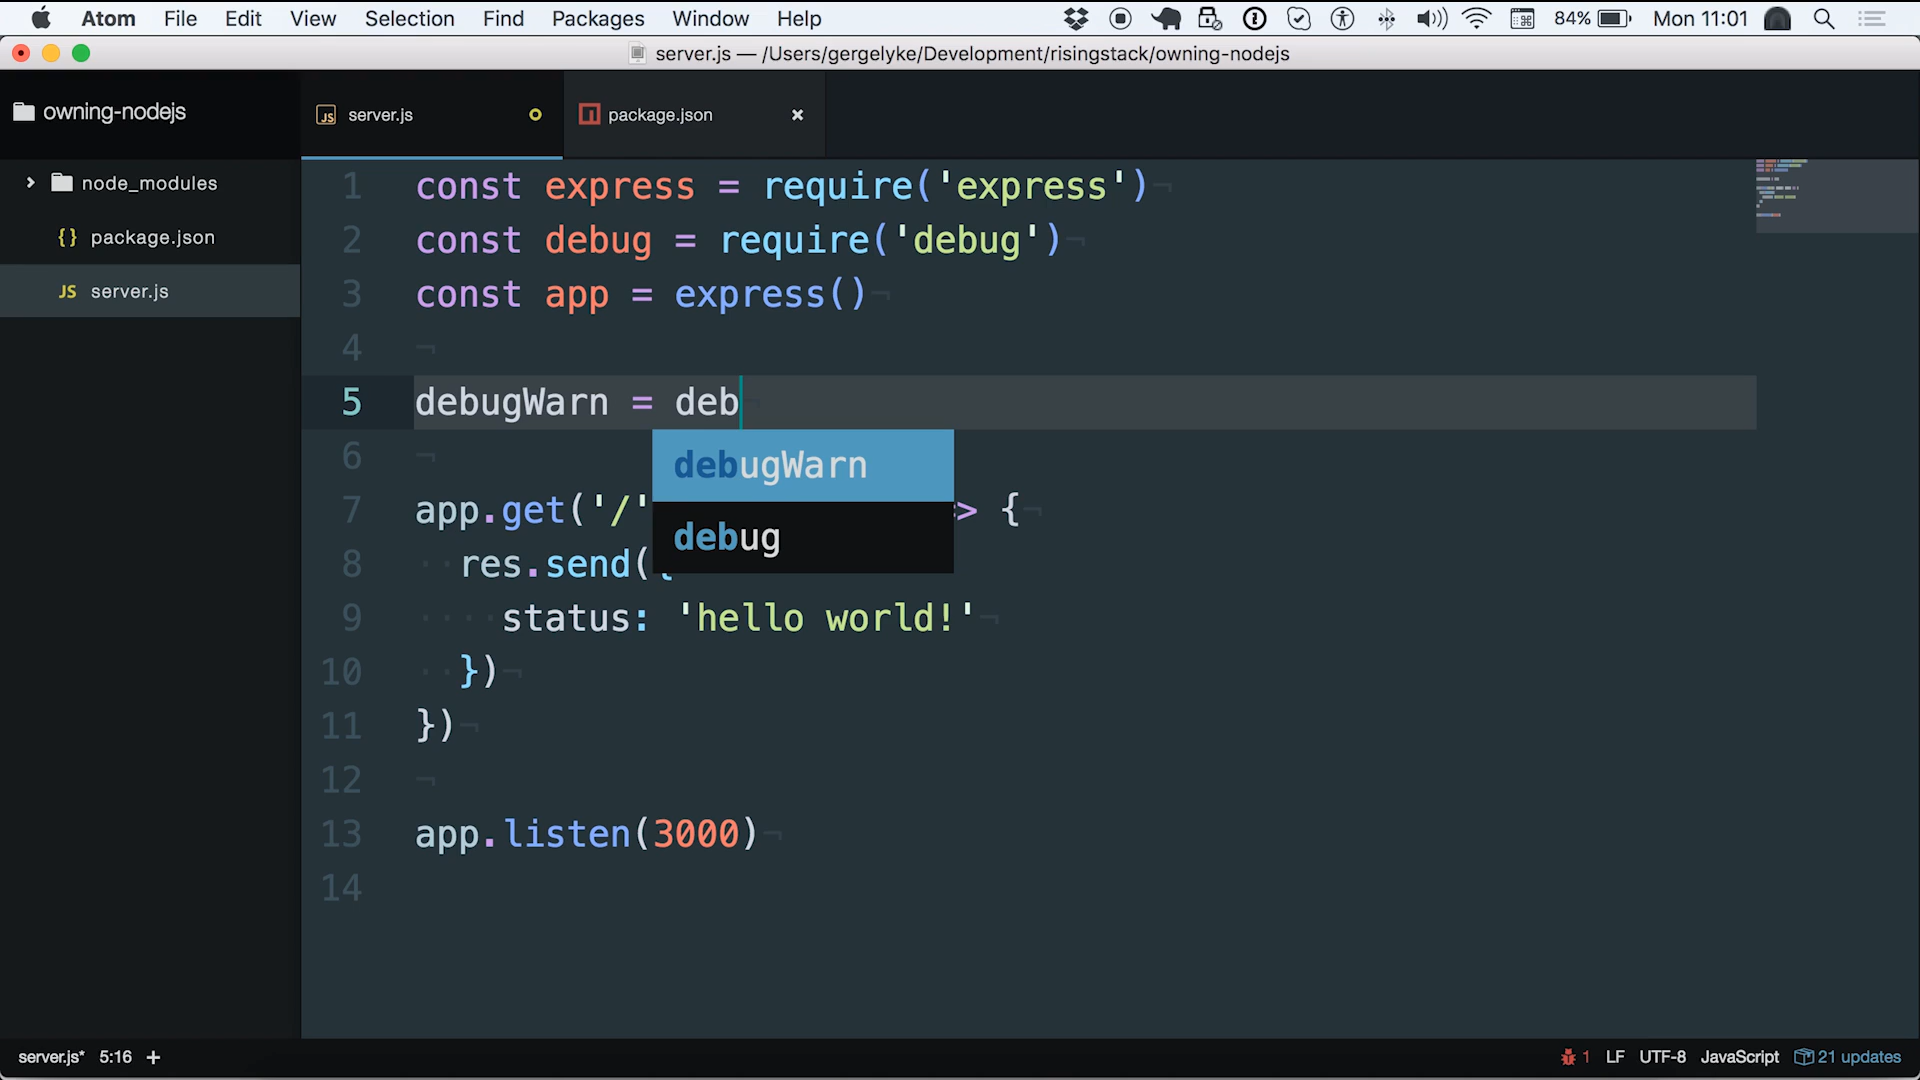 Atom File Edit View Selection Find Packages Window Help 84% Mon 11:01
server.js — /Users/gergelyke/Development/risingstack/owning-nodejs
owning-nodejs
server.js
package.json
node_modules
{} package.json
JS server.js
1 const express = require('express')
2 const debug = require('debug')
3 const app = express()
4
5 debugWarn = deb
6
debugWarn
debug
7 app.get('/' > {
8 res.send({
9 status: 'hello world!'
10 })
11 })
12
13 app.listen(3000)
14
server.js* 5:16 + 1 LF UTF-8 JavaScript 21 updates